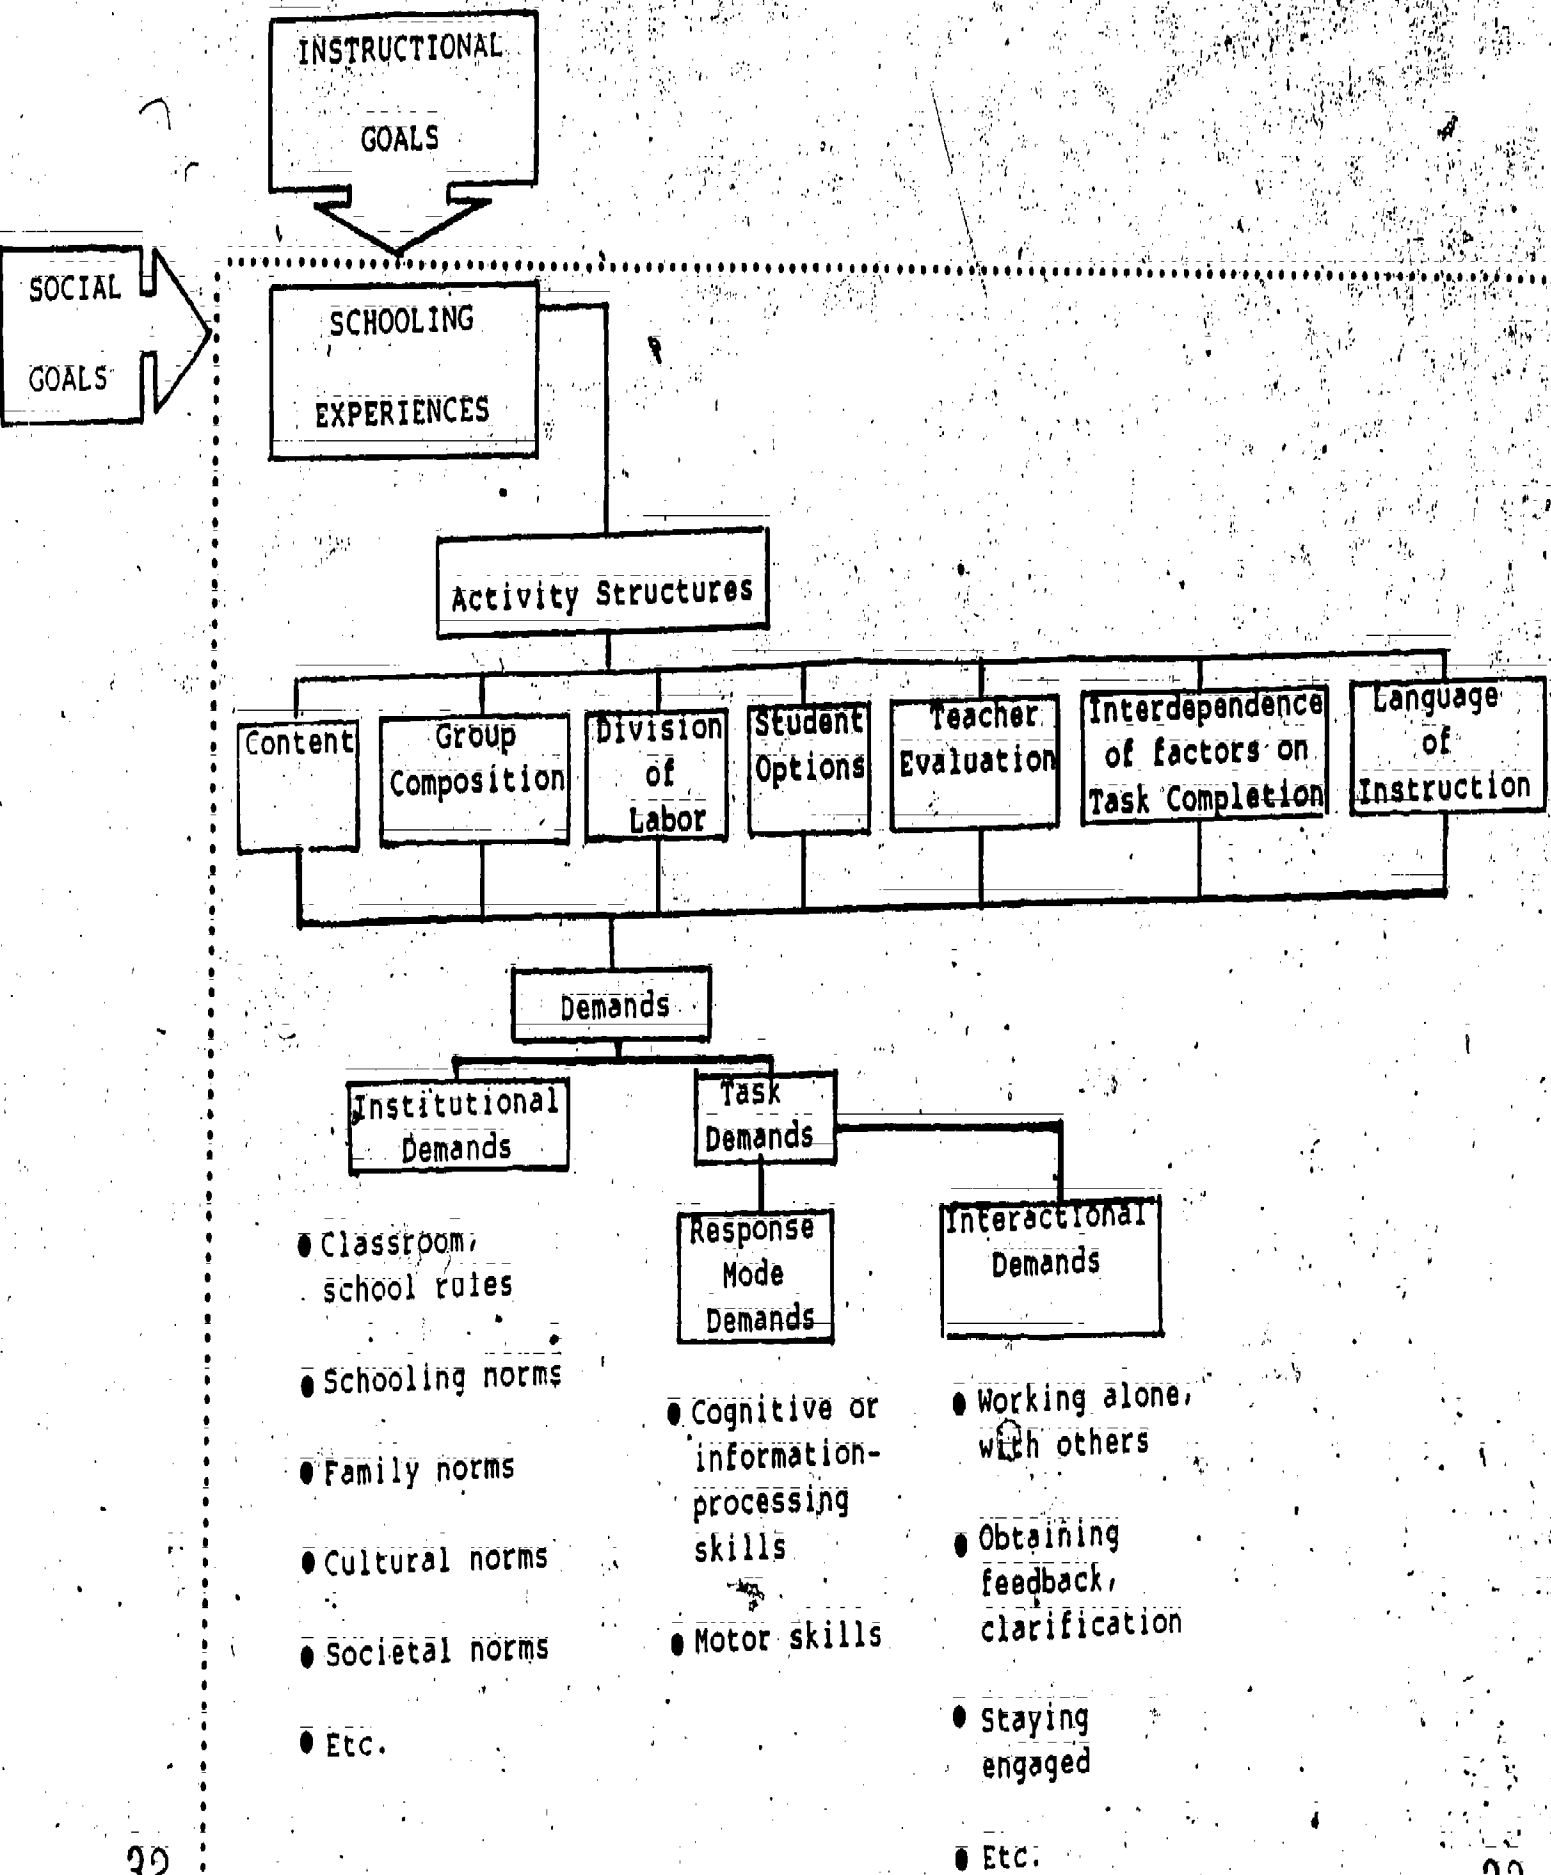 INSTRUCTIONAL
GOALS
SOCIAL
GOALS
SCHOOLING
EXPERIENCES
Activity Structures
Content
Group
Composition
Division
of
Labor
Student
Options
Teacher
Evaluation
Interdependence
of factors on
Task Completion
Language
of
Instruction
Demands
Institutional
Demands
Task
Demands
Response
Mode
Demands
Interactional
Demands
● Classroom,
school rules
● Schooling norms
● Family norms
● Cultural norms
● Societal norms
● Etc.
● Cognitive or
information-
processing
skills
● Motor skills
● Working alone,
with others
● Obtaining
feedback,
clarification
● Staying
engaged
● Etc.